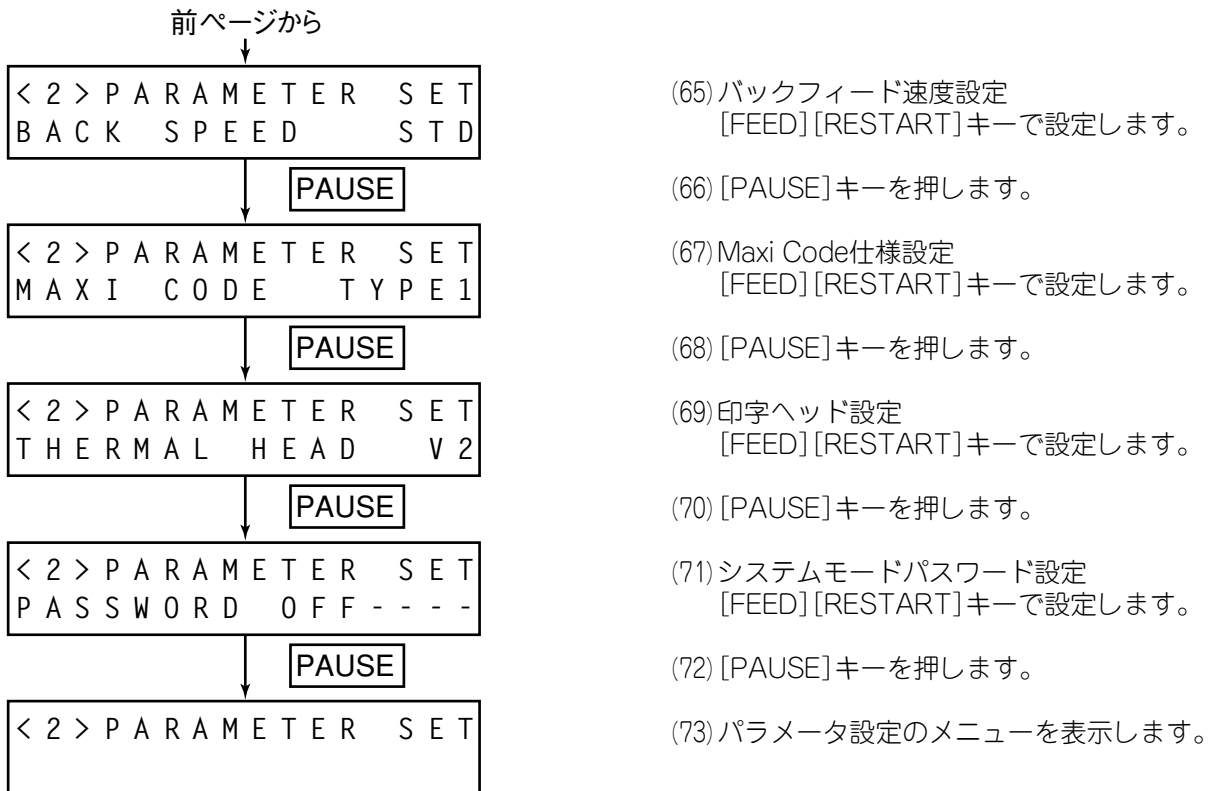 前ページから
<2>PARAMETER SET
BACK SPEED STD
(65)バックフィード速度設定
[FEED][RESTART]キーで設定します。
PAUSE
(66)[PAUSE]キーを押します。
<2>PARAMETER SET
MAXI CODE TYPE1
(67)Maxi Code仕様設定
[FEED][RESTART]キーで設定します。
PAUSE
(68)[PAUSE]キーを押します。
<2>PARAMETER SET
THERMAL HEAD V2
(69)印字ヘッド設定
[FEED][RESTART]キーで設定します。
PAUSE
(70)[PAUSE]キーを押します。
<2>PARAMETER SET
PASSWORD OFF----
(71)システムモードパスワード設定
[FEED][RESTART]キーで設定します。
PAUSE
(72)[PAUSE]キーを押します。
<2>PARAMETER SET
(73)パラメータ設定のメニューを表示します。